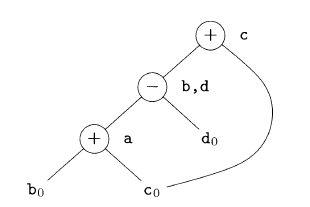 + c
− b,d
+ a d₀
b₀ c₀